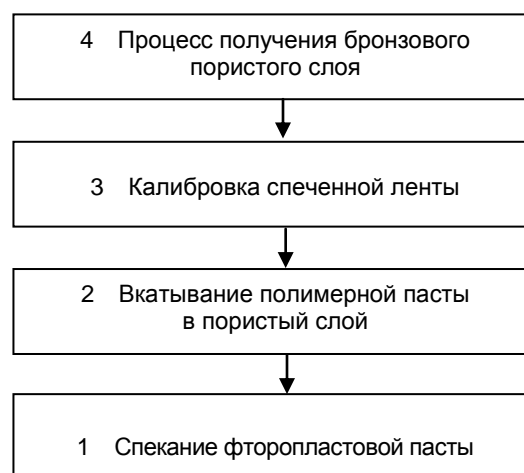 4 Процесс получения бронзового
пористого слоя
3 Калибровка спеченной ленты
2 Вкатывание полимерной пасты
в пористый слой
1 Спекание фторопластовой пасты